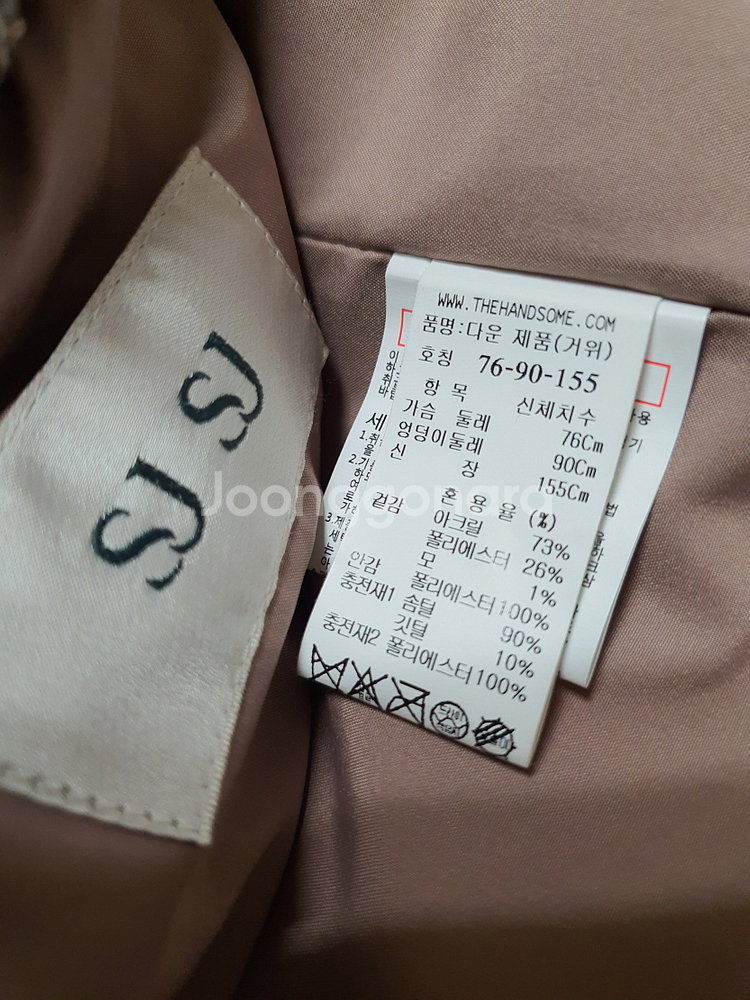 SJ SJ
WWW.THEHANDSOME.COM
품명:다운 제품(거위)
호칭 76-90-155
항 목 신체치수
가슴 둘레 76Cm
엉덩이둘레 90Cm
신 장 155Cm
혼 용 율 (%)
겉감 아크릴 73%
폴리에스터 26%
모 1%
안감 폴리에스터100%
충전재1 솜털 90%
깃털 10%
충전재2 폴리에스터100%
Joonggonara